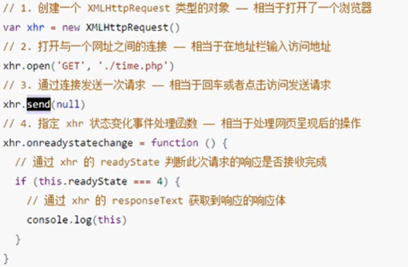 // 1. 创建一个 XMLHttpRequest 类型的对象 —— 相当于打开了一个浏览器
var xhr = new XMLHttpRequest()
// 2. 打开与一个网址之间的连接 —— 相当于在地址栏输入访问地址
xhr.open('GET', './time.php')
// 3. 通过连接发送一次请求 —— 相当于回车或者点击访问发送请求
xhr.send(null)
// 4. 指定 xhr 状态变化事件处理函数 —— 相当于处理网页呈现后的操作
xhr.onreadystatechange = function () {
// 通过 xhr 的 readyState 判断此次请求的响应是否接收完成
if (this.readyState === 4) {
// 通过 xhr 的 responseText 获取到响应的响应体
console.log(this)
}
}